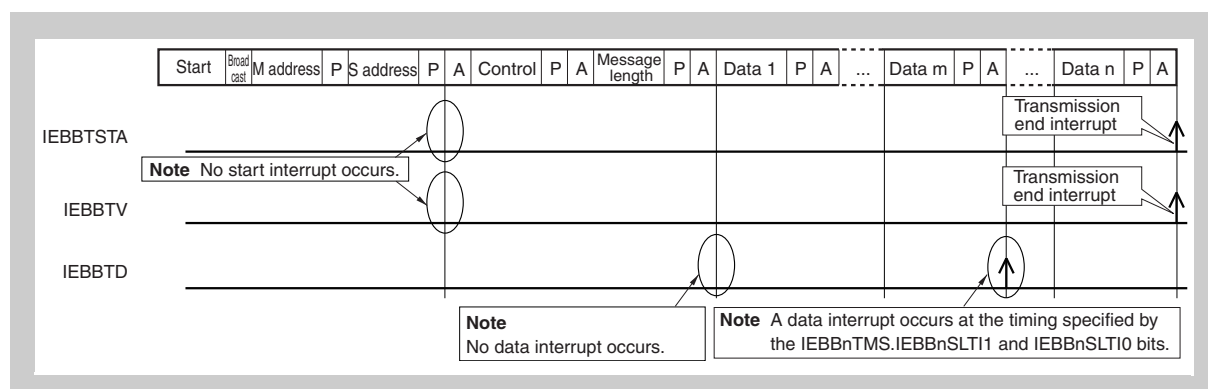 Start Broad cast M address P S address P A Control P A Message length P A Data 1 P A ... Data m P A ... Data n P A
Transmission
end interrupt
IEBBTSTA
Note No start interrupt occurs.
Transmission
end interrupt
IEBBTV
IEBBTD
Note
No data interrupt occurs.
Note A data interrupt occurs at the timing specified by
the IEBBnTMS.IEBBnSLTI1 and IEBBnSLTI0 bits.